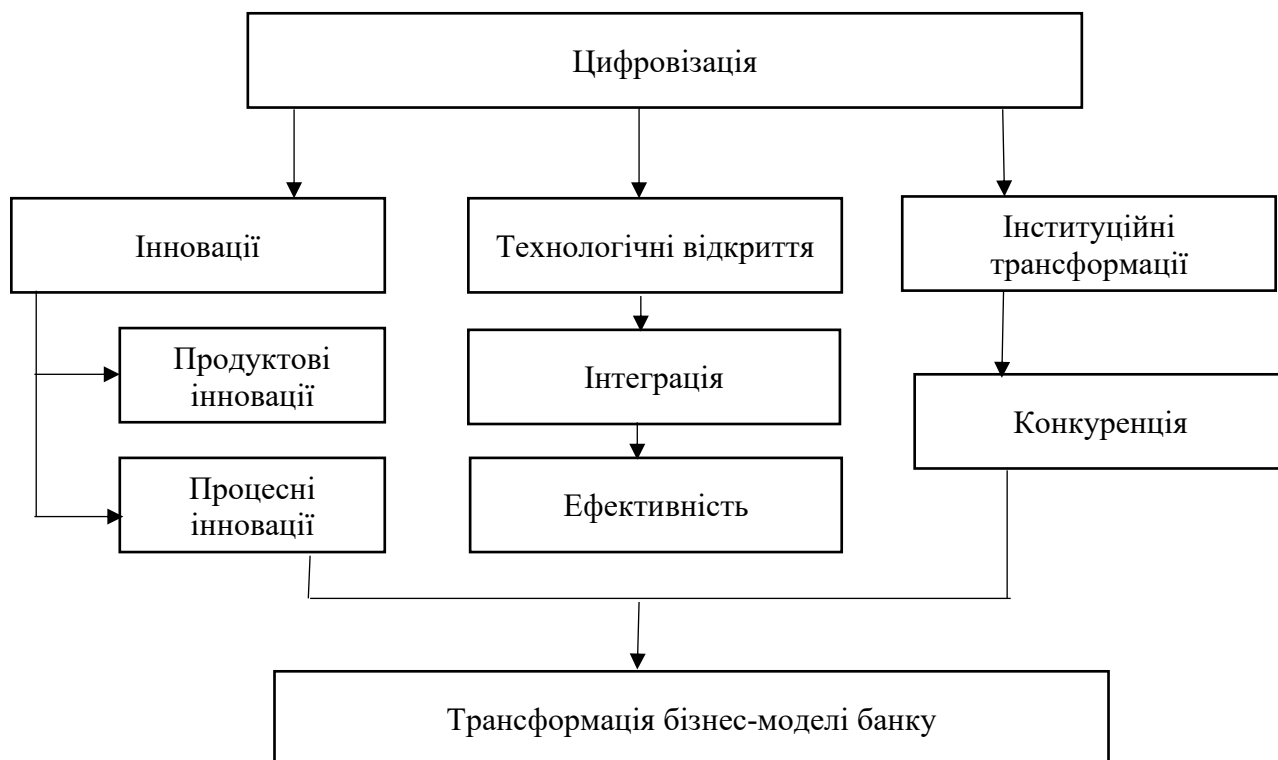 Цифровізація
Інновації
Технологічні відкриття
Інституційні
трансформації
Продуктові
інновації
Інтеграція
Конкуренція
Процесні
інновації
Ефективність
Трансформація бізнес-моделі банку